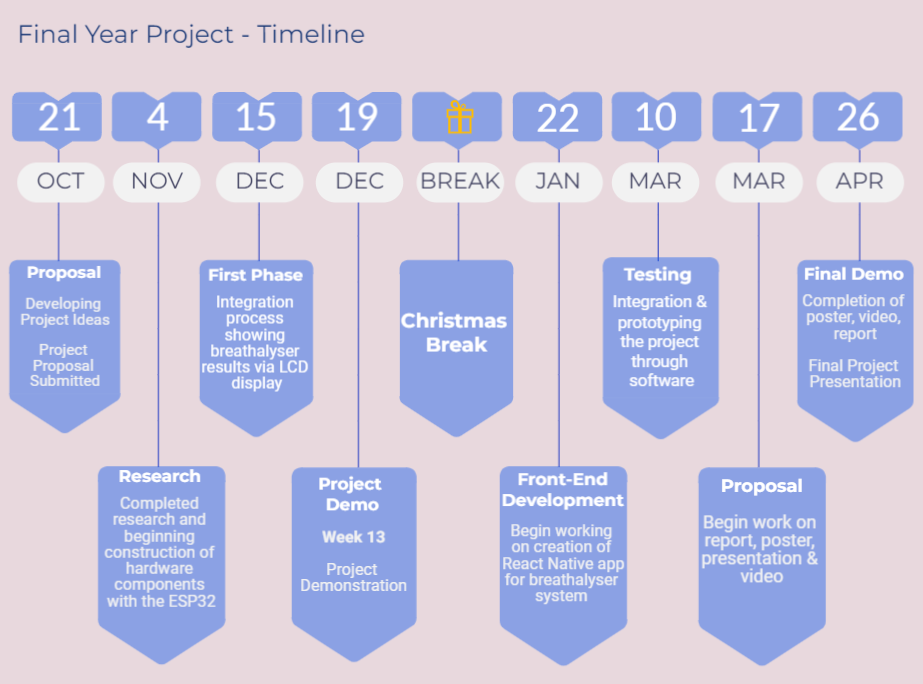 Final Year Project - Timeline
21
4
15
19
22
10
17
26
OCT
NOV
DEC
DEC
BREAK
JAN
MAR
MAR
APR
Proposal
Developing
Project Ideas
Project
Proposal
Submitted
First Phase
Integration
process
showing
breathalyser
results via LCD
display
Christmas
Break
Testing
Integration &
prototyping
the project
through
software
Final Demo
Completion of
poster, video,
report
Final Project
Presentation
Research
Completed
research and
beginning
construction of
hardware
components
with the ESP32
Project
Demo
Week 13
Project
Demonstration
Front-End
Development
Begin working
on creation of
React Native app
for breathalyser
system
Proposal
Begin work on
report, poster,
presentation &
video